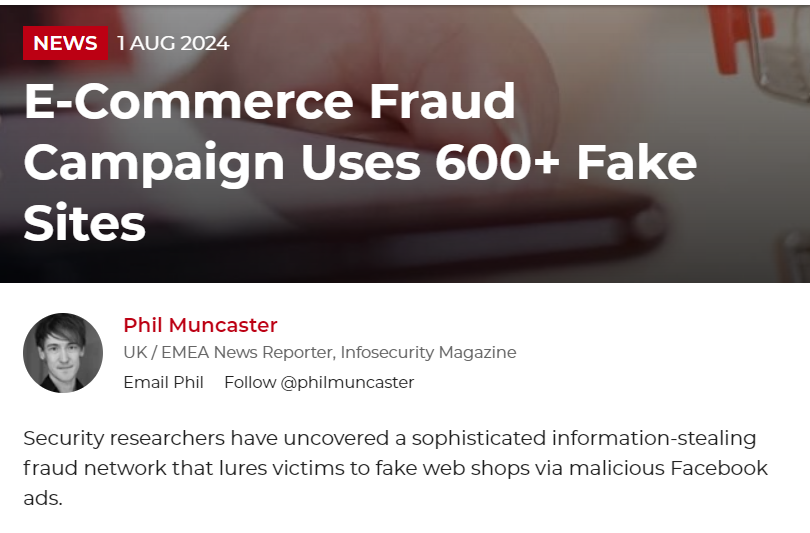 NEWS 1 AUG 2024
E-Commerce Fraud
Campaign Uses 600+ Fake
Sites
Phil Muncaster
UK / EMEA News Reporter, Infosecurity Magazine
Email Phil Follow @philmuncaster
Security researchers have uncovered a sophisticated information-stealing
fraud network that lures victims to fake web shops via malicious Facebook
ads.